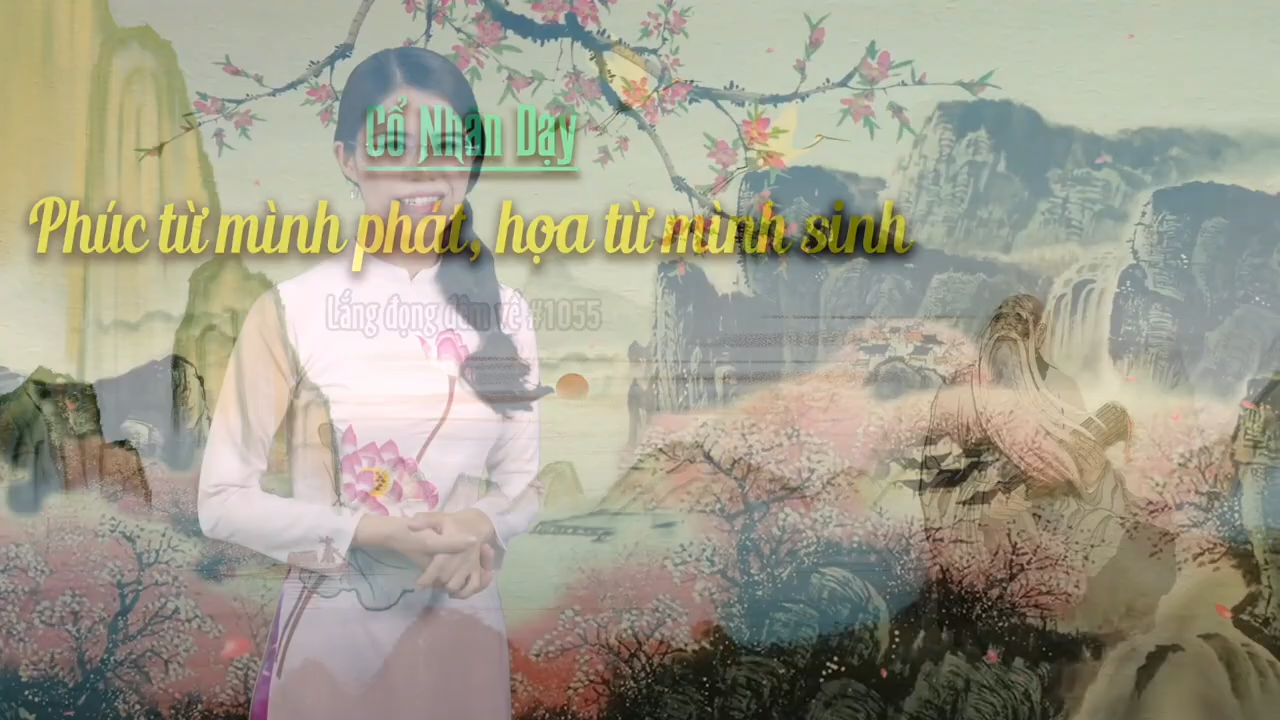 Cổ Nhân Dạy
Phúc từ mình phát, họa từ mình sinh
Lắng đọng đêm về #1055